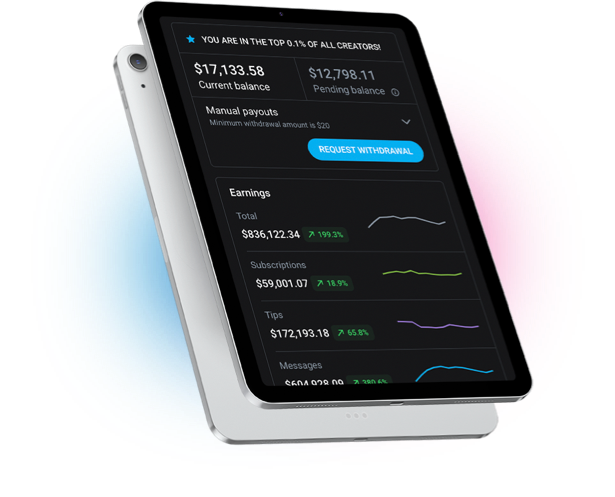 YOU ARE IN THE TOP 0.1% OF ALL CREATORS!
$17,133.58
Current balance
$12,798.11
Pending balance
Manual payouts
Minimum withdrawal amount is $20
REQUEST WITHDRAWAL
Earnings
Total
$836,122.34 199.3%
Subscriptions
$59,001.07 18.9%
Tips
$172,193.18 65.8%
Messages
$604,928.09 380.6%